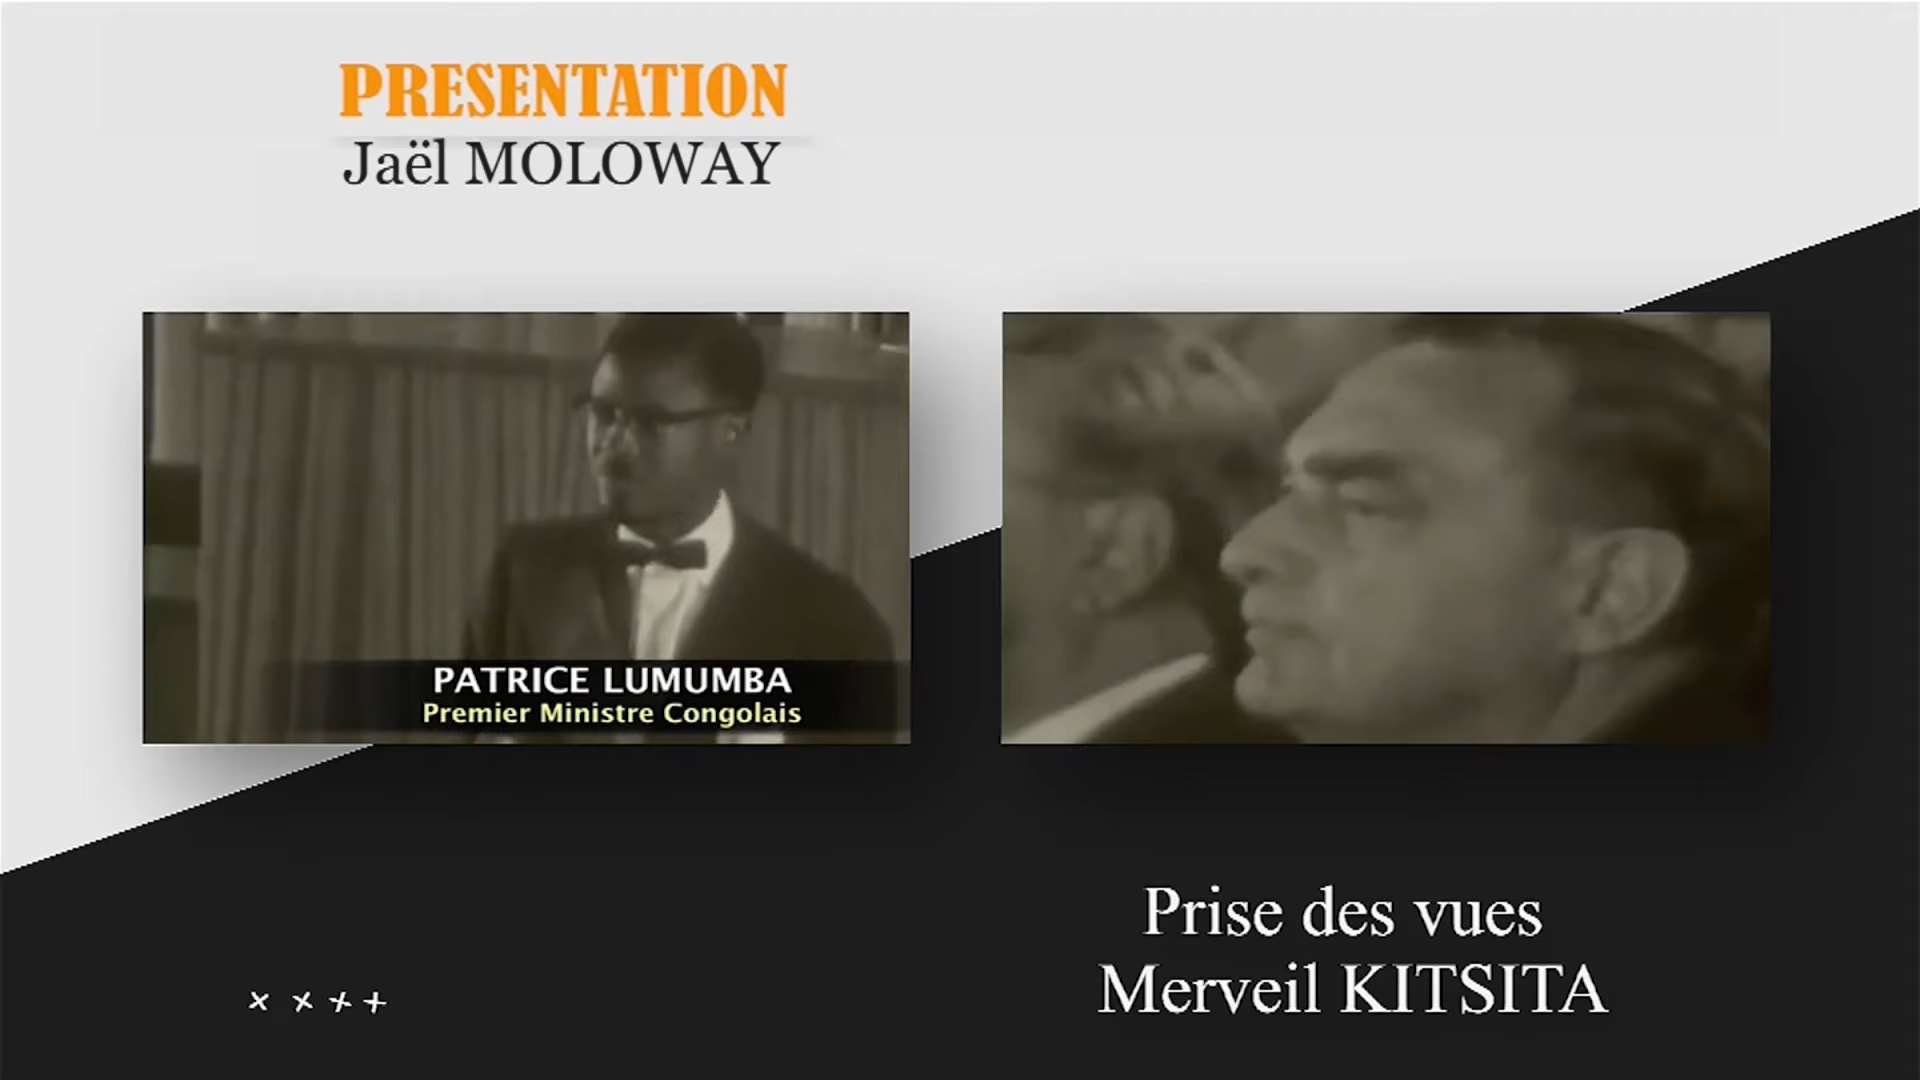 PRESENTATION
Jaël MOLOWAY
PATRICE LUMUMBA
Premier Ministre Congolais
Prise des vues
Merveil KITSITA